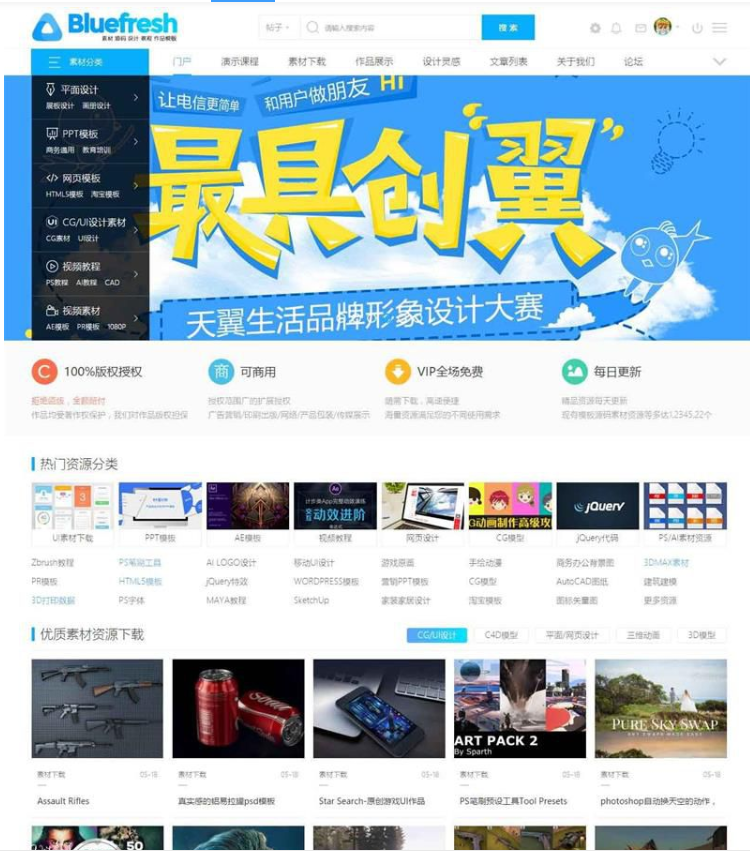 Bluefresh
素材 源码 设计 教程 作品模板
帖子
请输入搜索内容
搜索
素材分类
门户
演示课程
素材下载
作品展示
设计灵感
文章列表
关于我们
论坛
平面设计
展板设计 画册设计
PPT模板
商务通用 教育培训
网页模板
HTML5模板 淘宝模板
CG/UI设计素材
CG素材 UI设计
视频教程
PS教程 AI教程 CAD
视频素材
AE模板 PR模板 1080P
让电信更简单
和用户做朋友 HI
最具创“翼”
天翼生活品牌形象设计大赛
100%版权授权
拒绝盗版，全额赔付
作品均受著作权保护，我们对作品版权担保
可商用
授权范围广的扩展授权
广告营销/印刷出版/网络/产品包装/传媒展示
VIP全场免费
随需下载，高速便捷
海量资源满足您的不同使用需求
每日更新
精品资源每天更新
现有模板源码素材资源等多达1,2345,22个
热门资源分类
动效进阶
G动画制作高级攻
jQuery
UI素材下载
PPT模板
AE模板
视频教程
网页设计
CG模型
jQuery代码
PS/AI素材资源
Zbrush教程
PS笔刷工具
AI LOGO设计
移动UI设计
游戏原画
手绘动漫
商务办公背景图
3DMAX素材
PR模板
HTML5模板
jQuery特效
WORDPRESS模板
营销PPT模板
CG模型
AutoCAD图纸
建筑建模
3D打印数据
PS字体
MAYA教程
SketchUp
家装家居设计
淘宝模板
图标矢量图
更多资源
优质素材资源下载
CG/UI设计
C4D模型
平面/网页设计
三维动画
3D模型
soda
ART PACK 2
By Sparth
PURE SKY SWAP
素材下载 05-18
素材下载 05-18
素材下载 05-18
素材下载 05-18
素材下载 05-18
Assault Rifles
真实感的铝易拉罐psd模板
Star Search-原创游戏UI作品
PS笔刷预设工具Tool Presets
photoshop自动换天空的动作，
50